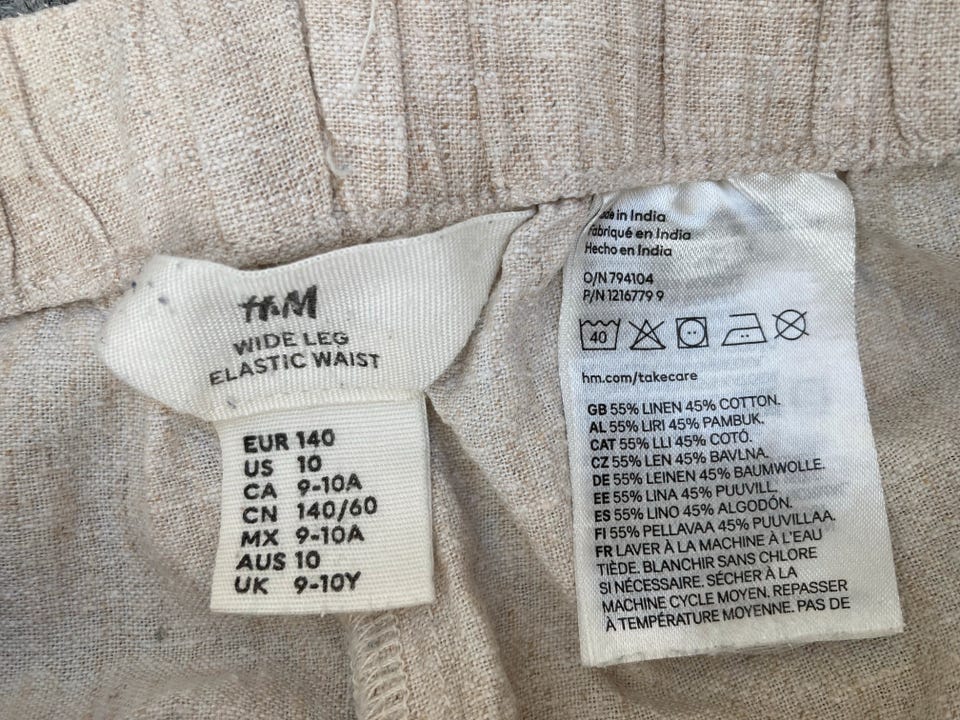 H&M
WIDE LEG
ELASTIC WAIST
EUR 140
US 10
CA 9-10A
CN 140/60
MX 9-10A
AUS 10
UK 9-10Y
in India
Fabriqué en India
Hecho en India
O/N 794104
P/N 1216779 9
40
hm.com/takecare
GB 55% LINEN 45% COTTON.
AL 55% LIRI 45% PAMBUK.
CAT 55% LLI 45% COTÓ.
CZ 55% LEN 45% BAVLNA.
DE 55% LEINEN 45% BAUMWOLLE.
EE 55% LINA 45% PUUVILL.
ES 55% LINO 45% ALGODÓN.
FI 55% PELLAVAA 45% PUUVILLAA.
FR LAVER À LA MACHINE À L'EAU
TIÈDE. BLANCHIR SANS CHLORE
SI NÉCESSAIRE. SÉCHER À LA
MACHINE CYCLE MOYEN. REPASSER
À TEMPÉRATURE MOYENNE. PAS DE